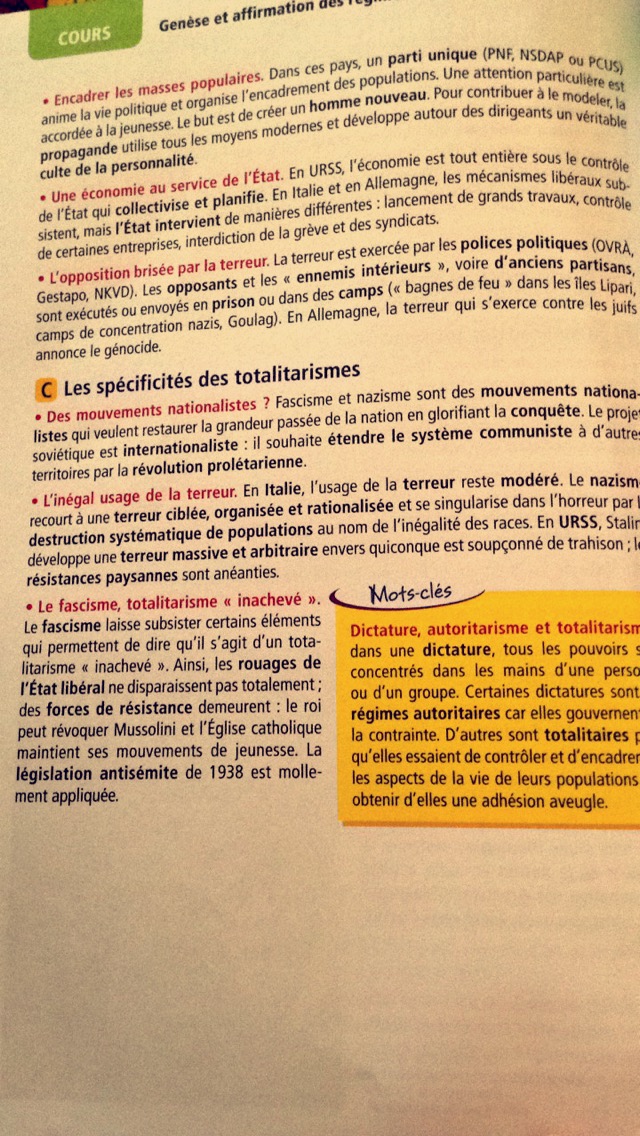 COURS
Genèse et affirmation des
• Encadrer les masses populaires. Dans ces pays, un parti unique (PNF, NSDAP ou PCUS)
anime la vie politique et organise l'encadrement des populations. Une attention particulière est
accordée à la jeunesse. Le but est de créer un homme nouveau. Pour contribuer à le modeler, la
propagande utilise tous les moyens modernes et développe autour des dirigeants un véritable
culte de la personnalité.
• Une économie au service de l'État. En URSS, l'économie est tout entière sous le contrôle
de l'État qui collectivise et planifie. En Italie et en Allemagne, les mécanismes libéraux sub-
sistent, mais l'État intervient de manières différentes : lancement de grands travaux, contrôle
de certaines entreprises, interdiction de la grève et des syndicats.
• L'opposition brisée par la terreur. La terreur est exercée par les polices politiques (OVRA,
Gestapo, NKVD). Les opposants et les « ennemis intérieurs », voire d'anciens partisans,
sont exécutés ou envoyés en prison ou dans des camps (« bagnes de feu » dans les îles Lipari,
camps de concentration nazis, Goulag). En Allemagne, la terreur qui s'exerce contre les juifs
annonce le génocide.
C Les spécificités des totalitarismes
• Des mouvements nationalistes ? Fascisme et nazisme sont des mouvements nationa-
listes qui veulent restaurer la grandeur passée de la nation en glorifiant la conquête. Le proje
soviétique est internationaliste : il souhaite étendre le système communiste à d'autre
territoires par la révolution prolétarienne.
• L'inégal usage de la terreur. En Italie, l'usage de la terreur reste modéré. Le nazism
recourt à une terreur ciblée, organisée et rationalisée et se singularise dans l'horreur par l
destruction systématique de populations au nom de l'inégalité des races. En URSS, Stalin
développe une terreur massive et arbitraire envers quiconque est soupçonné de trahison ; le
résistances paysannes sont anéanties.
• Le fascisme, totalitarisme « inachevé ».
Le fascisme laisse subsister certains éléments
qui permettent de dire qu'il s'agit d'un tota-
litarisme « inachevé ». Ainsi, les rouages de
l'État libéral ne disparaissent pas totalement ;
des forces de résistance demeurent : le roi
peut révoquer Mussolini et l'Église catholique
maintient ses mouvements de jeunesse. La
législation antisémite de 1938 est molle-
ment appliquée.
Mots-clés
Dictature, autoritarisme et totalitarism
dans une dictature, tous les pouvoirs s
concentrés dans les mains d'une perso
ou d'un groupe. Certaines dictatures sont
régimes autoritaires car elles gouvernen
la contrainte. D'autres sont totalitaires p
qu'elles essaient de contrôler et d'encadrer
les aspects de la vie de leurs populations
obtenir d'elles une adhésion aveugle.